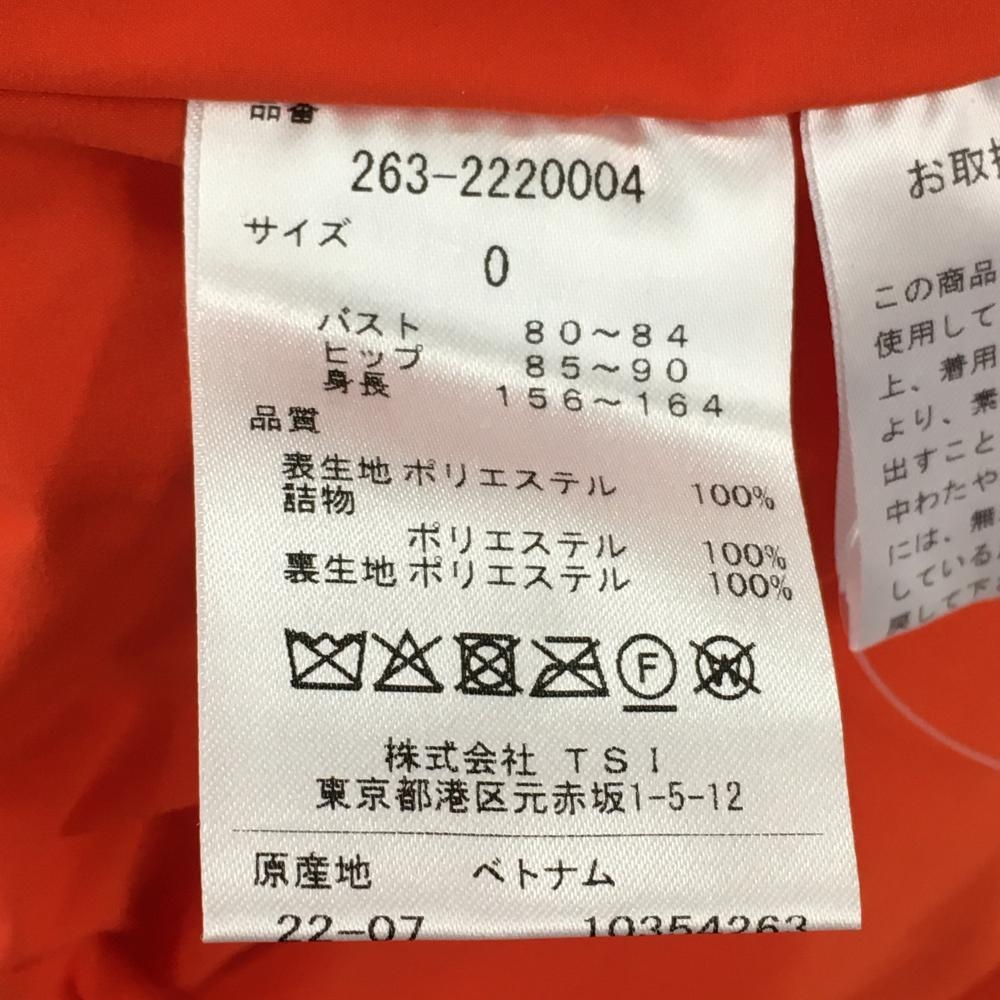 品番
263-2220004
サイズ
0
バスト 80~84
ヒップ 85~90
身長 156~164
品質
表生地 ポリエステル 100%
詰物
ポリエステル 100%
裏生地 ポリエステル 100%
F
W
株式会社 TSI
東京都港区元赤坂1-5-12
原産地 ベトナム
22-07 10354263
お取扱
この商品
使用して
上、着用
より、素
出すこと
中わたや
には、無
している
して下